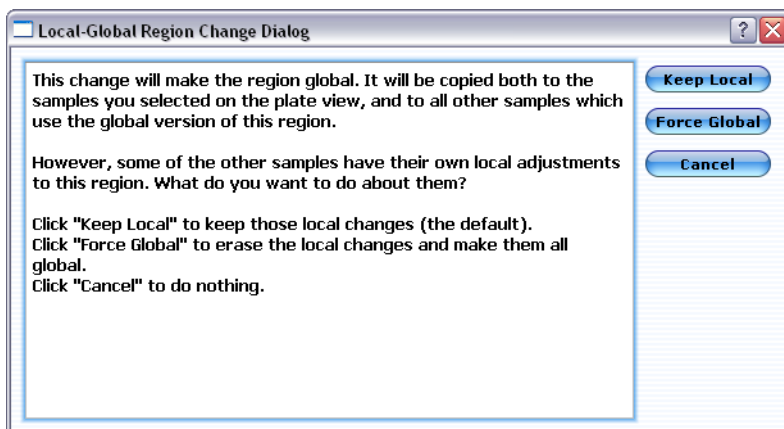 Local-Global Region Change Dialog
?
This change will make the region global. It will be copied both to the
samples you selected on the plate view, and to all other samples which
use the global version of this region.
However, some of the other samples have their own local adjustments
to this region. What do you want to do about them?
Click "Keep Local" to keep those local changes (the default).
Click "Force Global" to erase the local changes and make them all
global.
Click "Cancel" to do nothing.
Keep Local
Force Global
Cancel